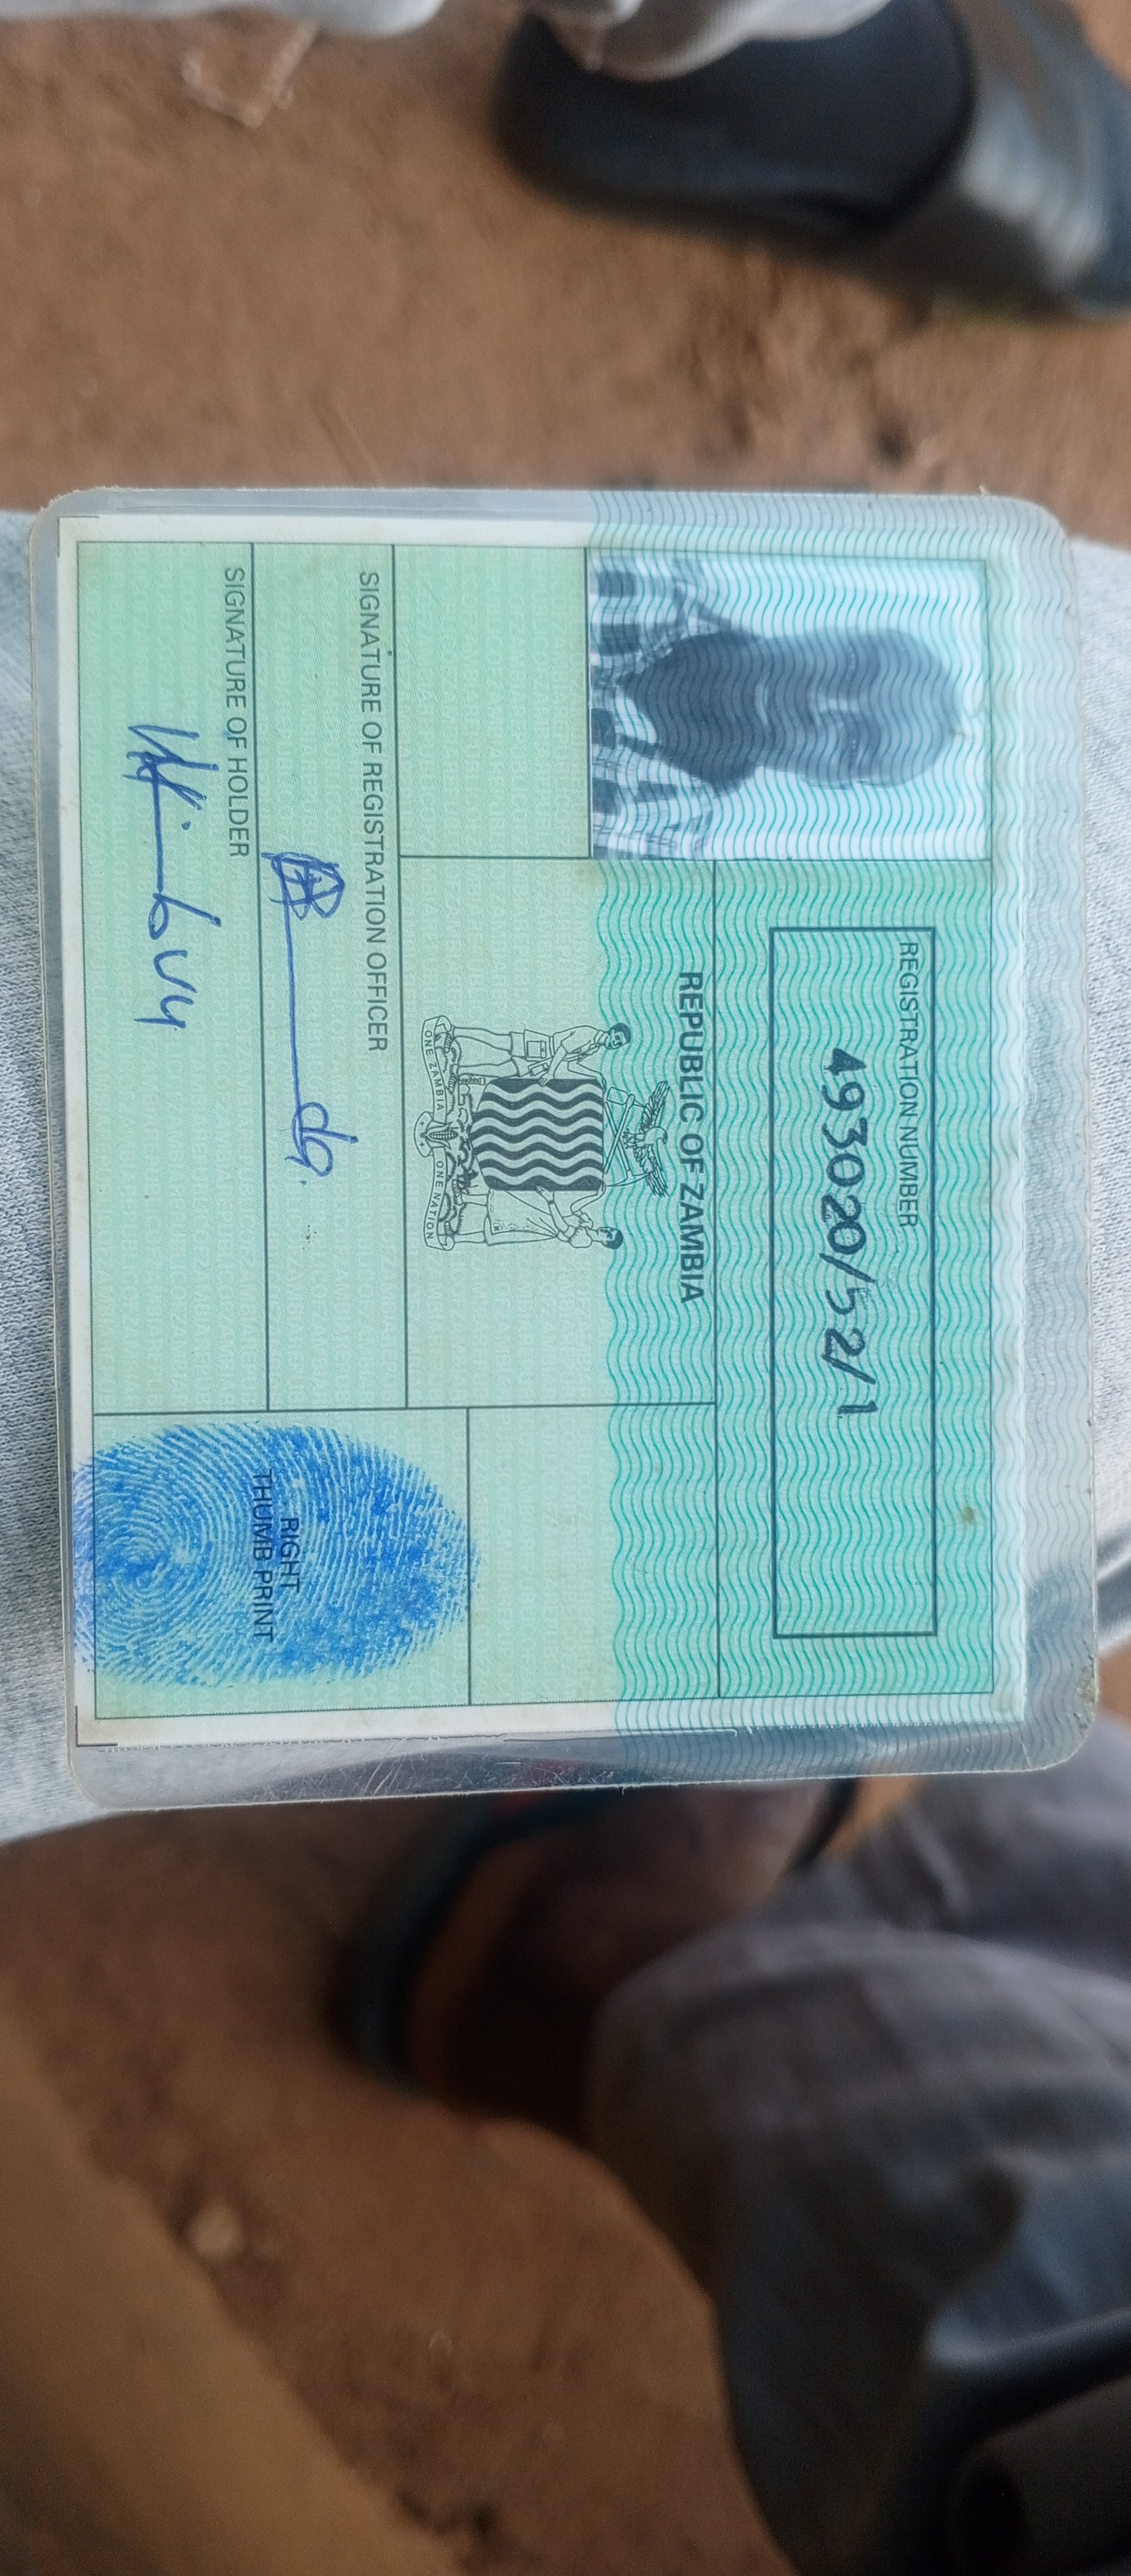 REGISTRATION NUMBER
493020/52/1
REPUBLIC OF ZAMBIA
ONE ZAMBIA ONE NATION
SIGNATURE OF REGISTRATION OFFICER
SIGNATURE OF HOLDER
RIGHT
THUMB PRINT